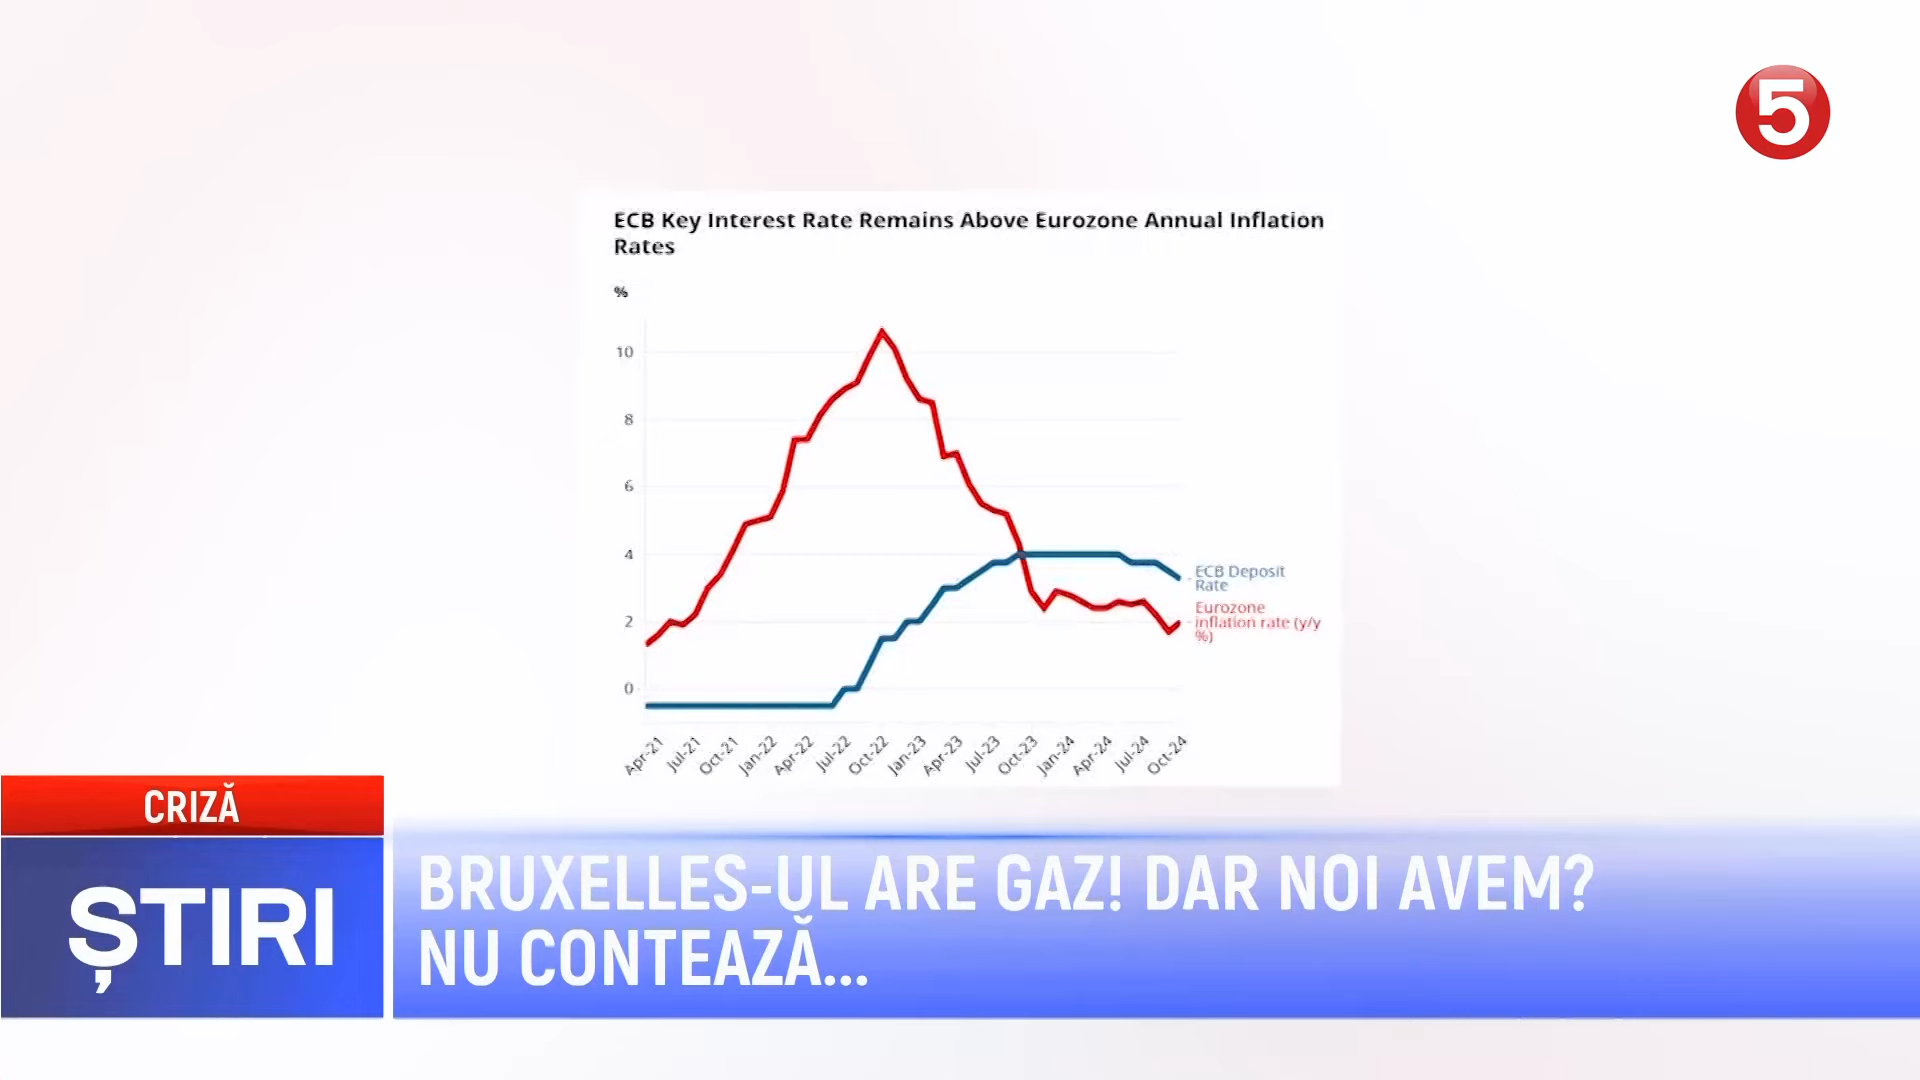 5
ECB Key Interest Rate Remains Above Eurozone Annual Inflation
Rates
%
10
8
6
4
2
0
ECB Deposit
Rate
Eurozone
inflation rate (y/y
%)
Apr-21
Jul-21
Oct-21
Jan-22
Apr-22
Jul-22
Oct-22
Jan-23
Apr-23
Jul-23
Oct-23
Jan-24
Apr-24
Jul-24
Oct-24
CRIZĂ
ȘTIRI
BRUXELLES-UL ARE GAZ! DAR NOI AVEM?
NU CONTEAZĂ...